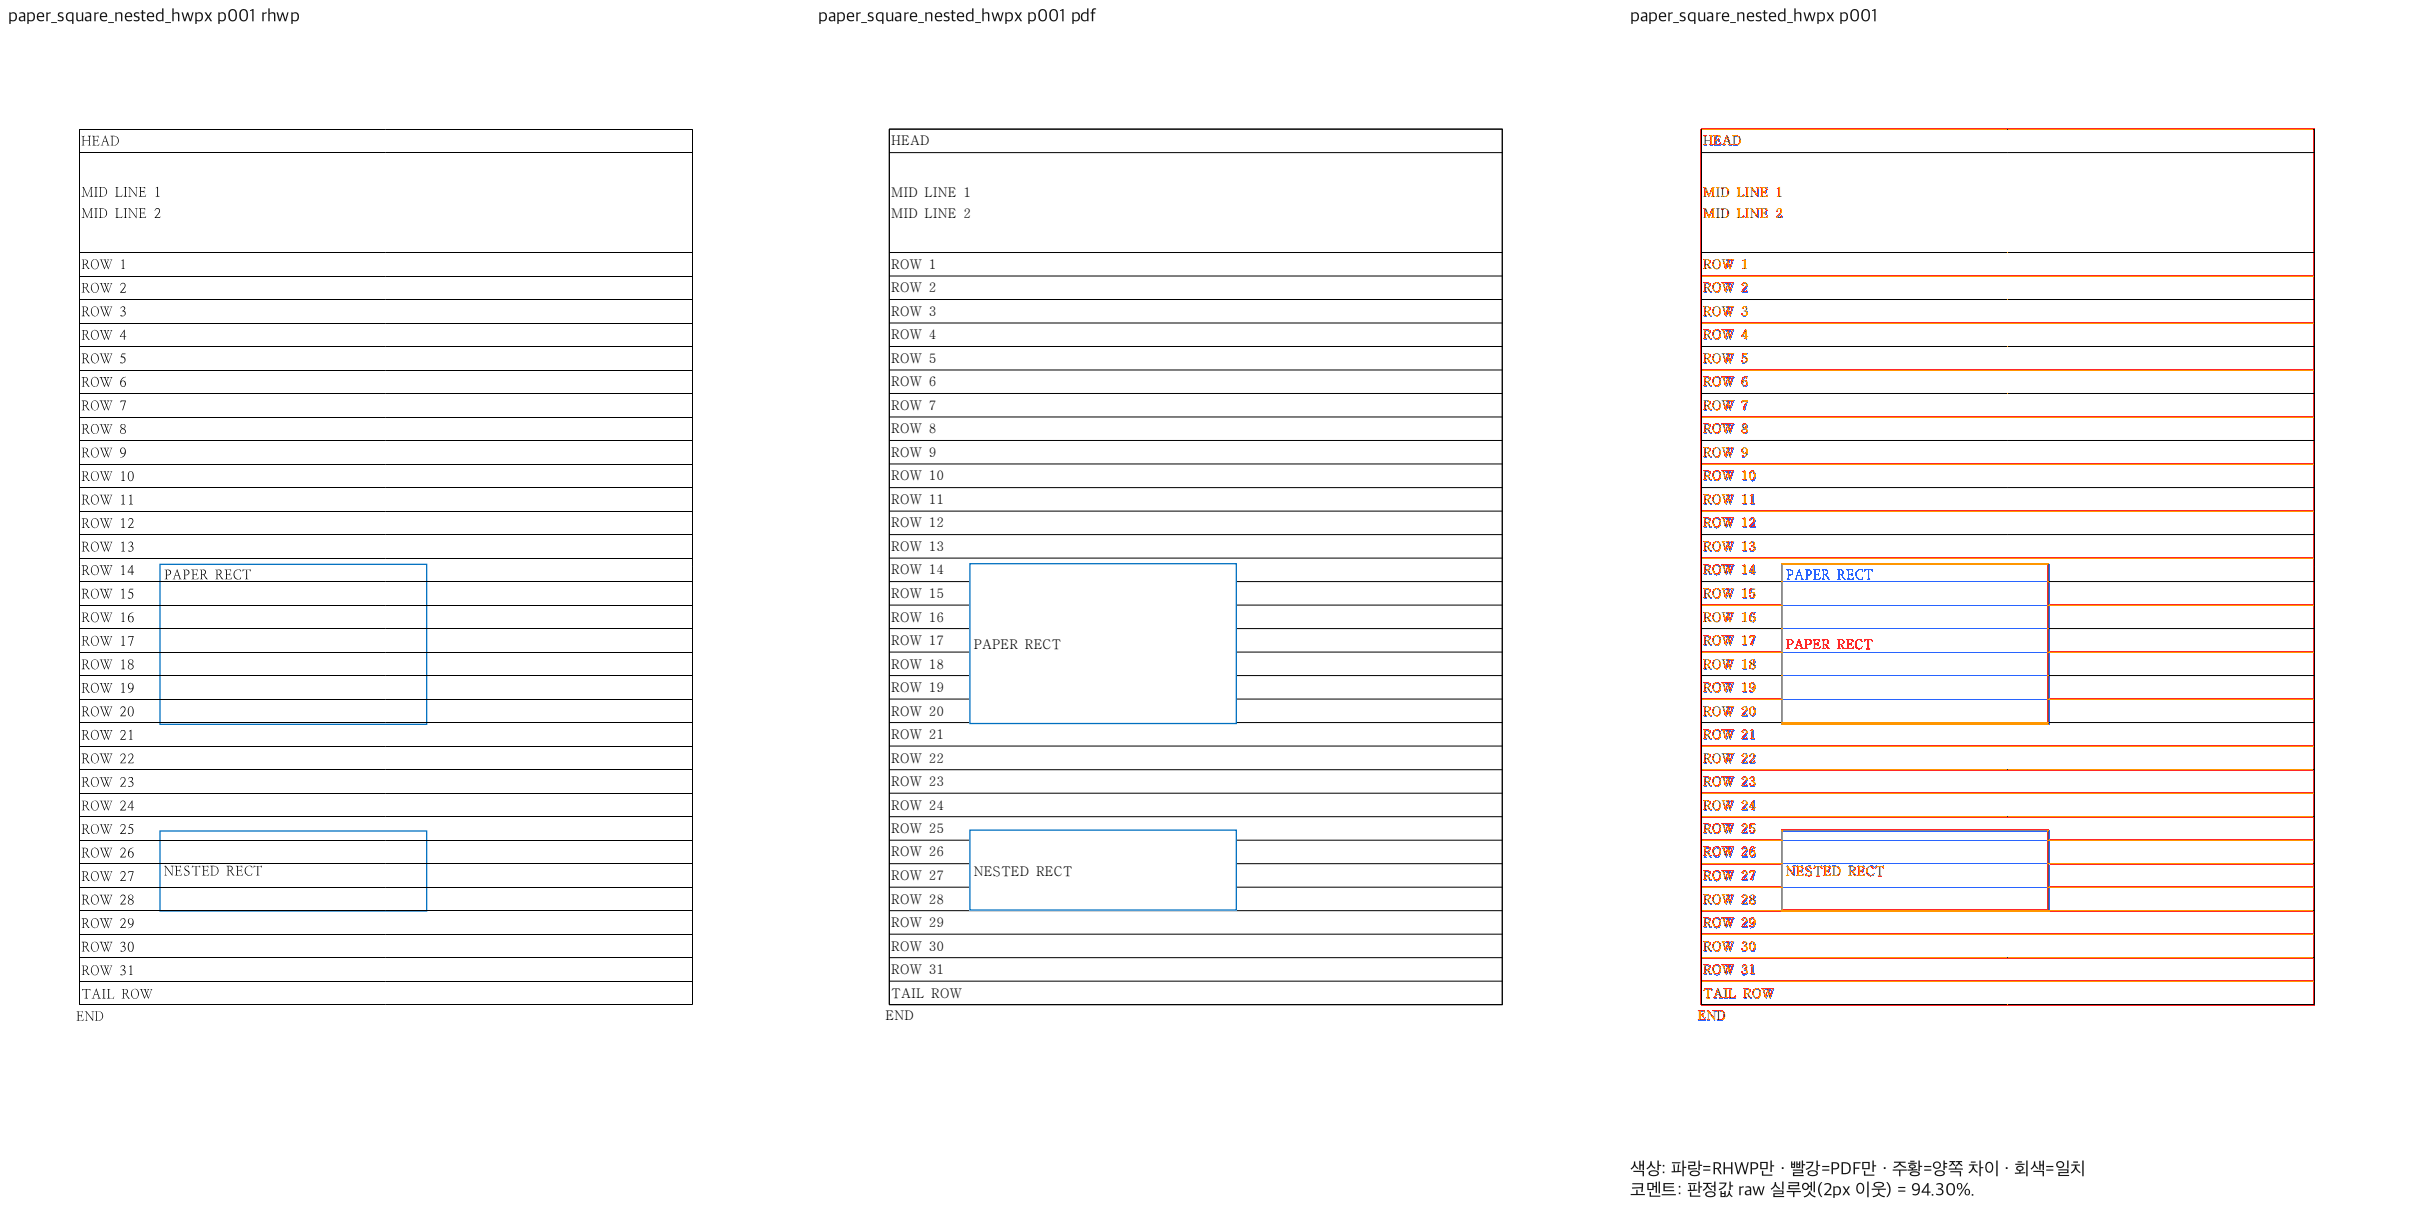 paper_square_nested_hwpx p001 rhwp
HEAD
MID LINE 1
MID LINE 2
ROW 1
ROW 2
ROW 3
ROW 4
ROW 5
ROW 6
ROW 7
ROW 8
ROW 9
ROW 10
ROW 11
ROW 12
ROW 13
ROW 14
PAPER RECT
ROW 15
ROW 16
ROW 17
ROW 18
ROW 19
ROW 20
ROW 21
ROW 22
ROW 23
ROW 24
ROW 25
ROW 26
NESTED RECT
ROW 27
ROW 28
ROW 29
ROW 30
ROW 31
TAIL ROW
END
paper_square_nested_hwpx p001 pdf
HEAD
MID LINE 1
MID LINE 2
ROW 1
ROW 2
ROW 3
ROW 4
ROW 5
ROW 6
ROW 7
ROW 8
ROW 9
ROW 10
ROW 11
ROW 12
ROW 13
ROW 14
ROW 15
ROW 16
ROW 17
PAPER RECT
ROW 18
ROW 19
ROW 20
ROW 21
ROW 22
ROW 23
ROW 24
ROW 25
ROW 26
NESTED RECT
ROW 27
ROW 28
ROW 29
ROW 30
ROW 31
TAIL ROW
END
paper_square_nested_hwpx p001
HEAD
MID LINE 1
MID LINE 2
ROW 1
ROW 2
ROW 3
ROW 4
ROW 5
ROW 6
ROW 7
ROW 8
ROW 9
ROW 10
ROW 11
ROW 12
ROW 13
ROW 14
PAPER RECT
ROW 15
ROW 16
ROW 17
PAPER RECT
ROW 18
ROW 19
ROW 20
ROW 21
ROW 22
ROW 23
ROW 24
ROW 25
ROW 26
NESTED RECT
ROW 27
ROW 28
ROW 29
ROW 30
ROW 31
TAIL ROW
END
색상: 파랑=RHWP만 · 빨강=PDF만 · 주황=양쪽 차이 · 회색=일치
코멘트: 판정값 raw 실루엣(2px 이웃) = 94.30%.